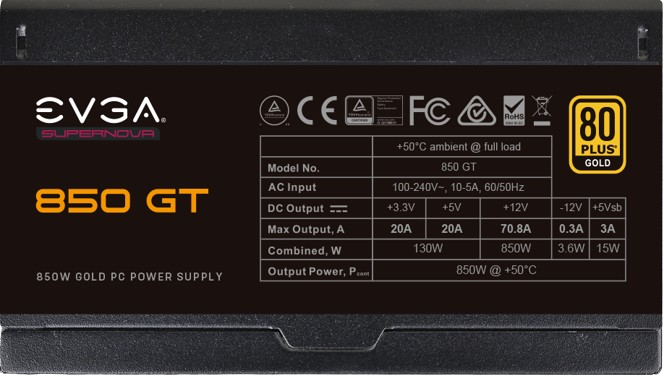 EVGA®
SUPERNOVA
850 GT
850W GOLD PC POWER SUPPLY
FC RoHS
80
PLUS®
GOLD
+50°C ambient @ full load
Model No. 850 GT
AC Input 100-240V~, 10-5A, 60/50Hz
DC Output +3.3V +5V +12V -12V +5Vsb
Max Output, A 20A 20A 70.8A 0.3A 3A
Combined, W 130W 850W 3.6W 15W
Output Power, Pcont 850W @ +50°C